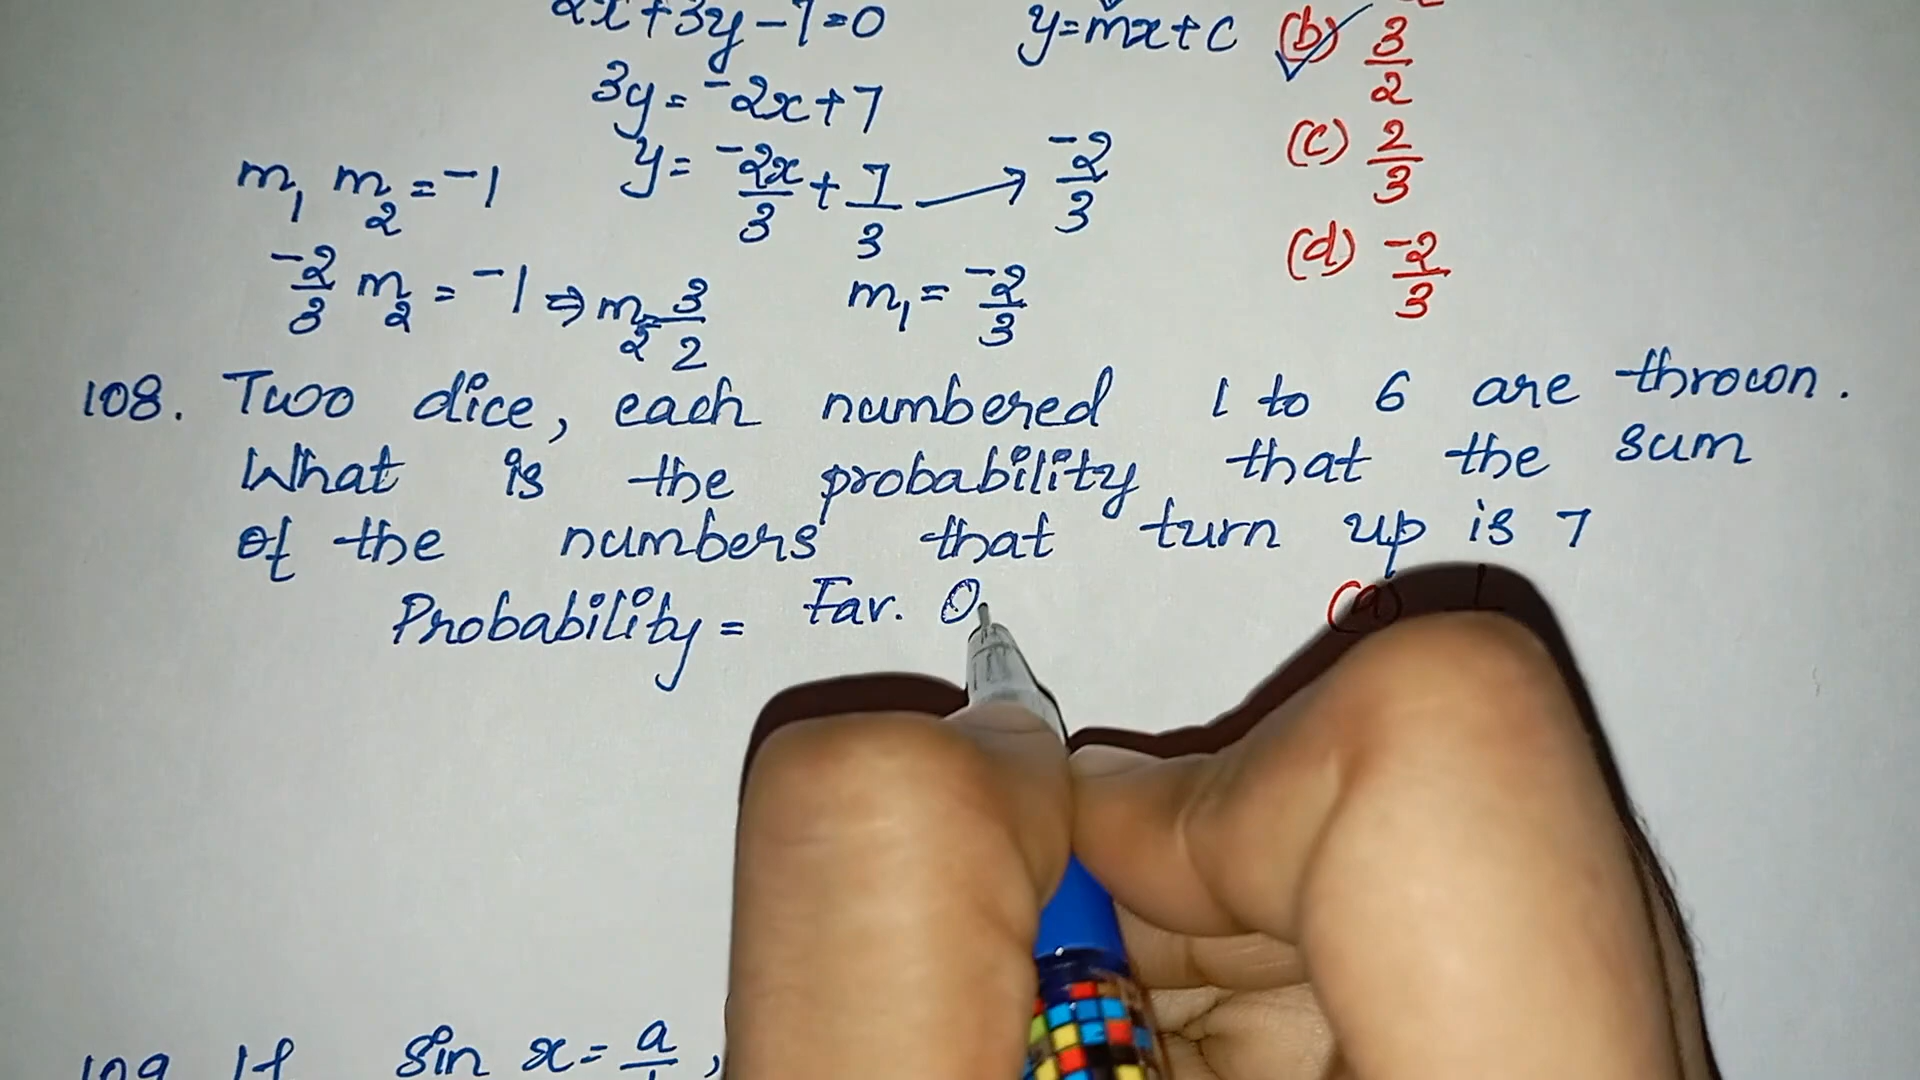 2x+3y-7=0 y=mx+c (b) 3/2
3y= -2x+7
(c) 2/3
m₁ m₂ = -1 y= -2x/3 + 7/3 → -2/3
(d) -2/3
-2/3 m₂ = -1 ⇒ m₂= 3/2 m₁ = -2/3
108. Two dice, each numbered 1 to 6 are thrown.
What is the probability that the sum
of the numbers that turn up is 7
Probability = Fav. O (a) 1
109 If sin x = a